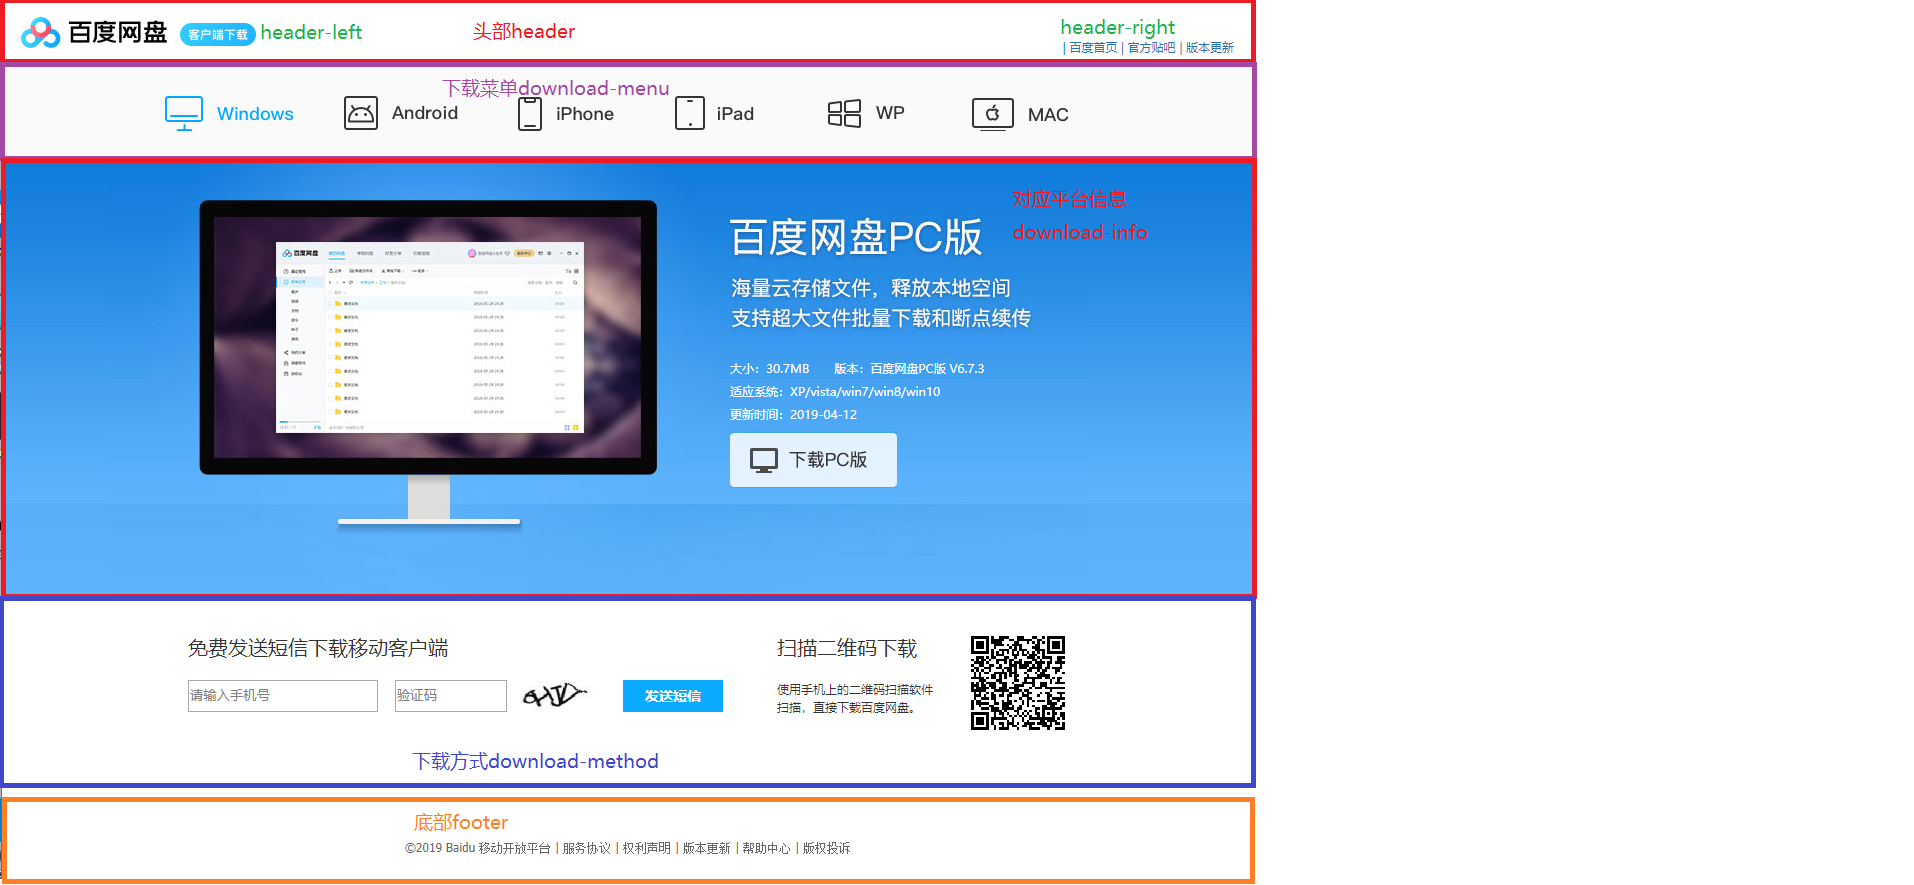 百度网盘 客户端下载 header-left 头部header header-right
| 百度首页 | 官方贴吧 | 版本更新
下载菜单download-menu
Windows Android iPhone iPad WP MAC
对应平台信息
download-info
百度网盘PC版
海量云存储文件，释放本地空间
支持超大文件批量下载和断点续传
大小：30.7MB 版本：百度网盘PC版 V6.7.3
适应系统：XP/vista/win7/win8/win10
更新时间：2019-04-12
下载PC版
百度网盘
免费发送短信下载移动客户端
请输入手机号 验证码 发送短信
扫描二维码下载
使用手机上的二维码扫描软件
扫描，直接下载百度网盘。
下载方式download-method
底部footer
©2019 Baidu 移动开放平台 | 服务协议 | 权利声明 | 版本更新 | 帮助中心 | 版权投诉